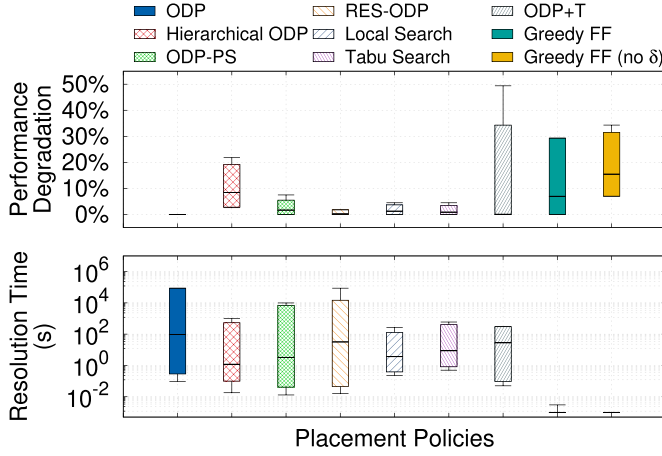 ODP
RES-ODP
ODP+T
Hierarchical ODP
Local Search
Greedy FF
ODP-PS
Tabu Search
Greedy FF (no δ)
Performance
Degradation
50%
40%
30%
20%
10%
0%
Resolution Time
(s)
10^6
10^4
10^2
10^0
10^-2
Placement Policies